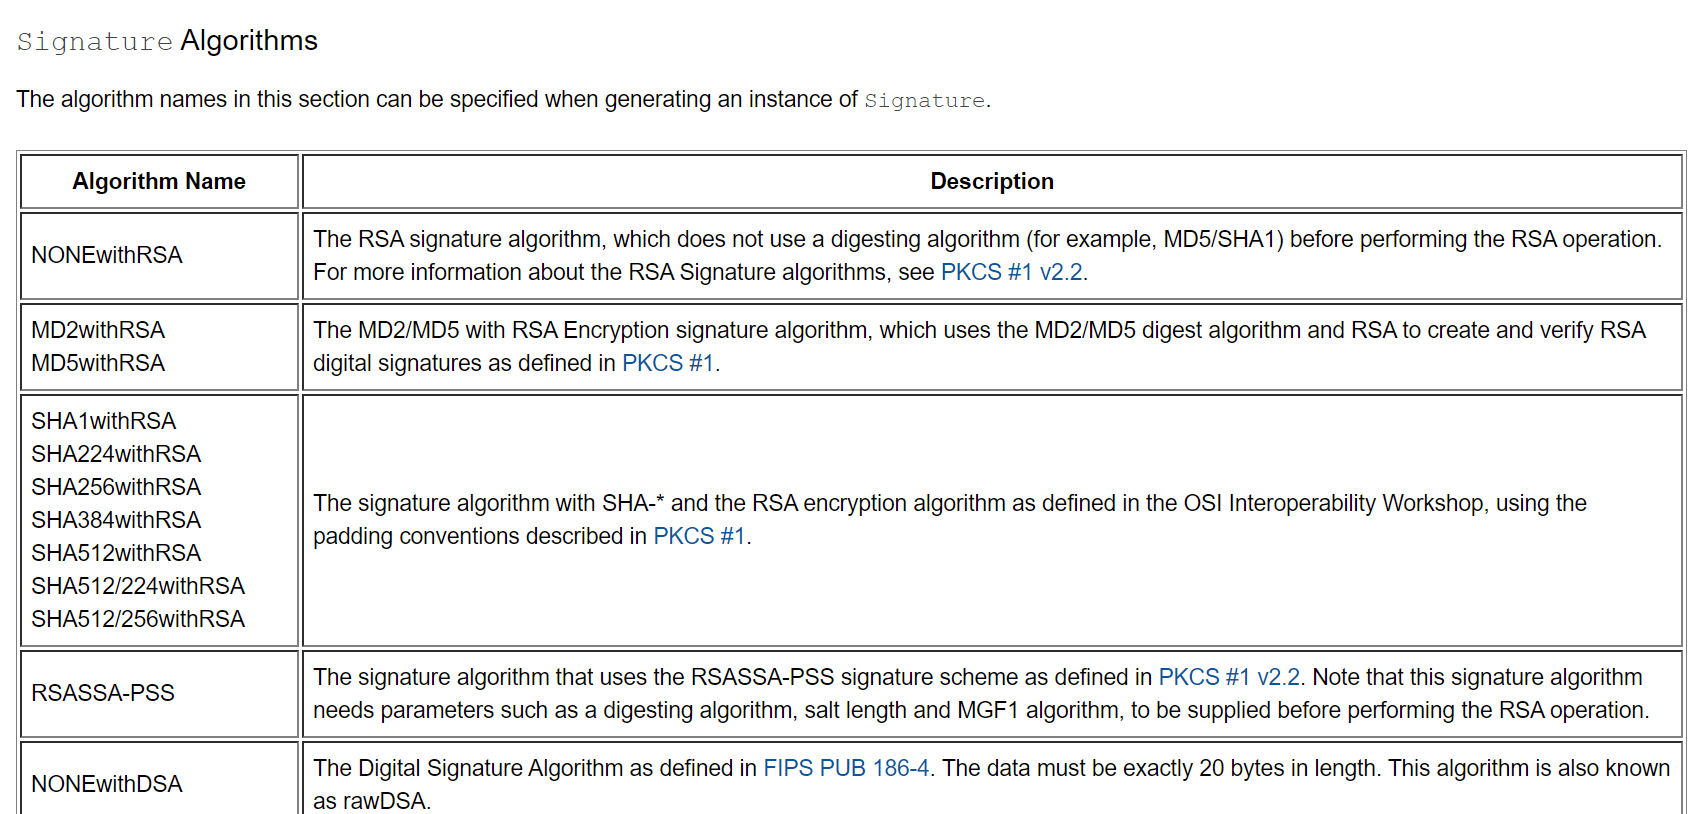 Signature Algorithms
The algorithm names in this section can be specified when generating an instance of Signature.
Algorithm Name
Description
NONEwithRSA
The RSA signature algorithm, which does not use a digesting algorithm (for example, MD5/SHA1) before performing the RSA operation.
For more information about the RSA Signature algorithms, see PKCS #1 v2.2.
MD2withRSA
MD5withRSA
The MD2/MD5 with RSA Encryption signature algorithm, which uses the MD2/MD5 digest algorithm and RSA to create and verify RSA
digital signatures as defined in PKCS #1.
SHA1withRSA
SHA224withRSA
SHA256withRSA
SHA384withRSA
SHA512withRSA
SHA512/224withRSA
SHA512/256withRSA
The signature algorithm with SHA-* and the RSA encryption algorithm as defined in the OSI Interoperability Workshop, using the
padding conventions described in PKCS #1.
RSASSA-PSS
The signature algorithm that uses the RSASSA-PSS signature scheme as defined in PKCS #1 v2.2. Note that this signature algorithm
needs parameters such as a digesting algorithm, salt length and MGF1 algorithm, to be supplied before performing the RSA operation.
NONEwithDSA
The Digital Signature Algorithm as defined in FIPS PUB 186-4. The data must be exactly 20 bytes in length. This algorithm is also known
as rawDSA.